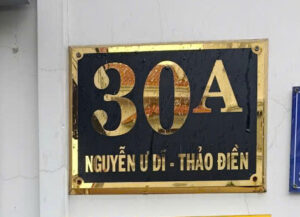 30A
NGUYỄN Ư DĨ - THẢO ĐIỀN